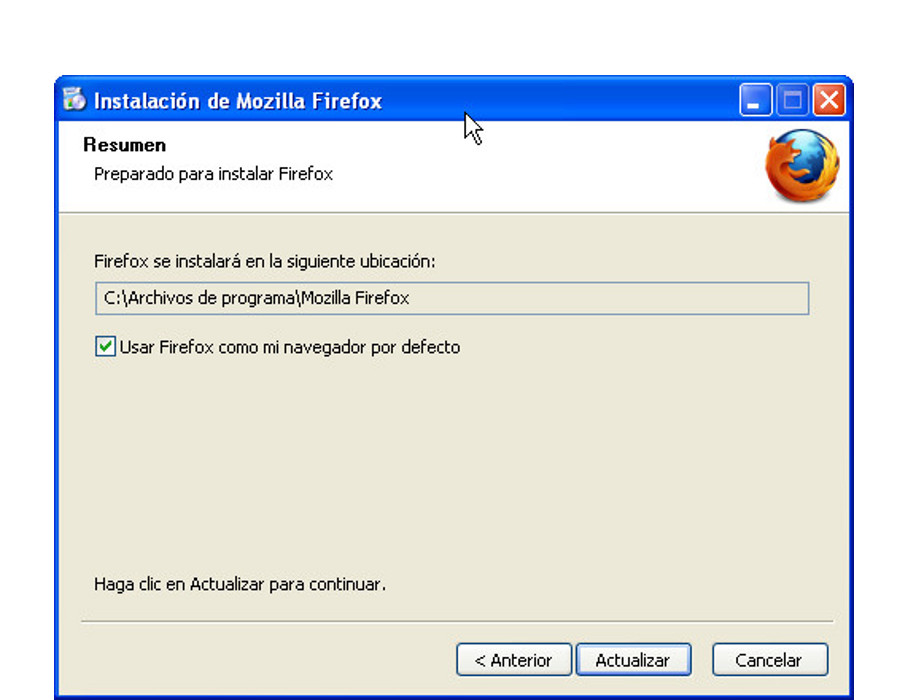 Instalación de Mozilla Firefox
Resumen
Preparado para instalar Firefox
Firefox se instalará en la siguiente ubicación:
C:\Archivos de programa\Mozilla Firefox
Usar Firefox como mi navegador por defecto
Haga clic en Actualizar para continuar.
< Anterior
Actualizar
Cancelar